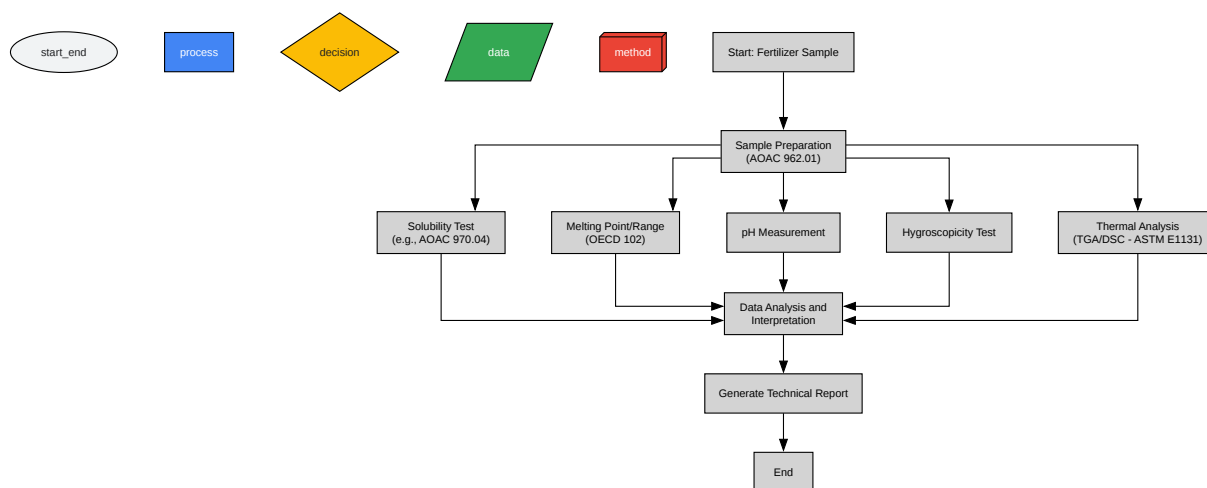 start_end
process
decision
data
method
Start: Fertilizer Sample
Sample Preparation
(AOAC 962.01)
Solubility Test
(e.g., AOAC 970.04)
Melting Point/Range
(OECD 102)
pH Measurement
Hygroscopicity Test
Thermal Analysis
(TGA/DSC - ASTM E1131)
Data Analysis and
Interpretation
Generate Technical Report
End